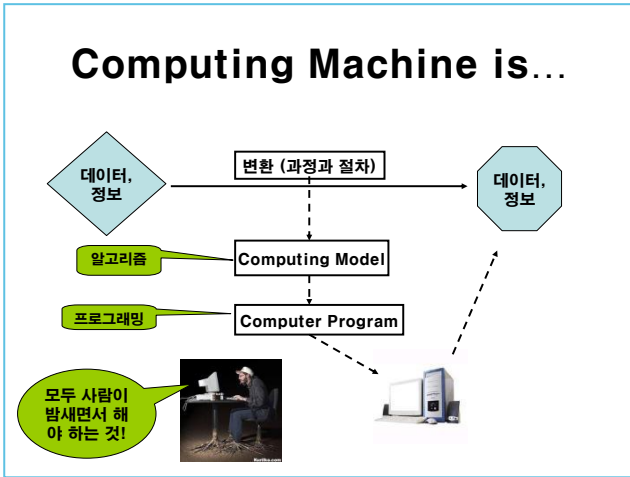 Computing Machine is...
데이터,
정보
변환 (과정과 절차)
데이터,
정보
알고리즘
Computing Model
프로그래밍
Computer Program
모두 사람이
밤새면서 해
야 하는 것!